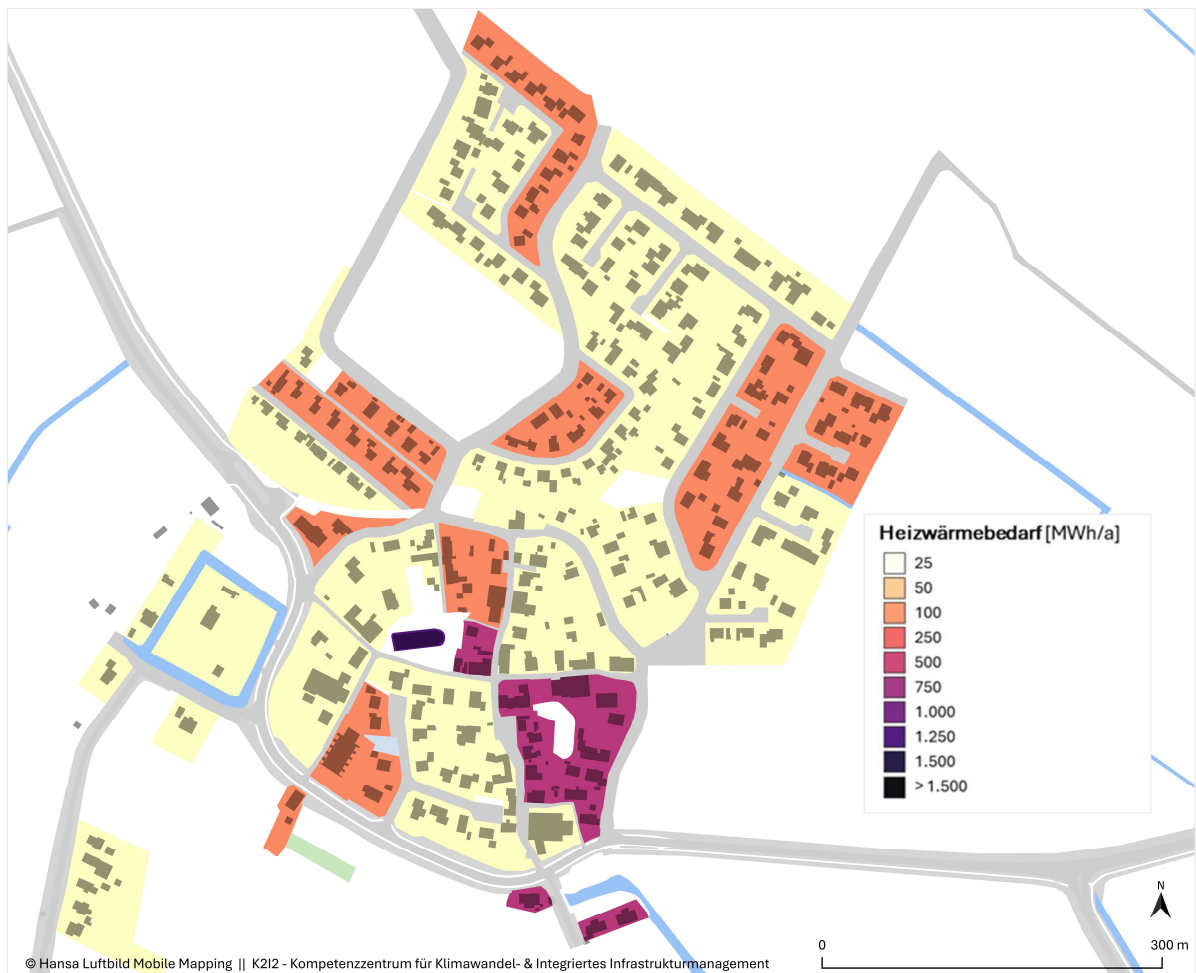 Heizwärmebedarf [MWh/a]
25
50
100
250
500
750
1.000
1.250
1.500
> 1.500
N
0 300 m
© Hansa Luftbild Mobile Mapping || K2I2 - Kompetenzzentrum für Klimawandel- & Integriertes Infrastrukturmanagement